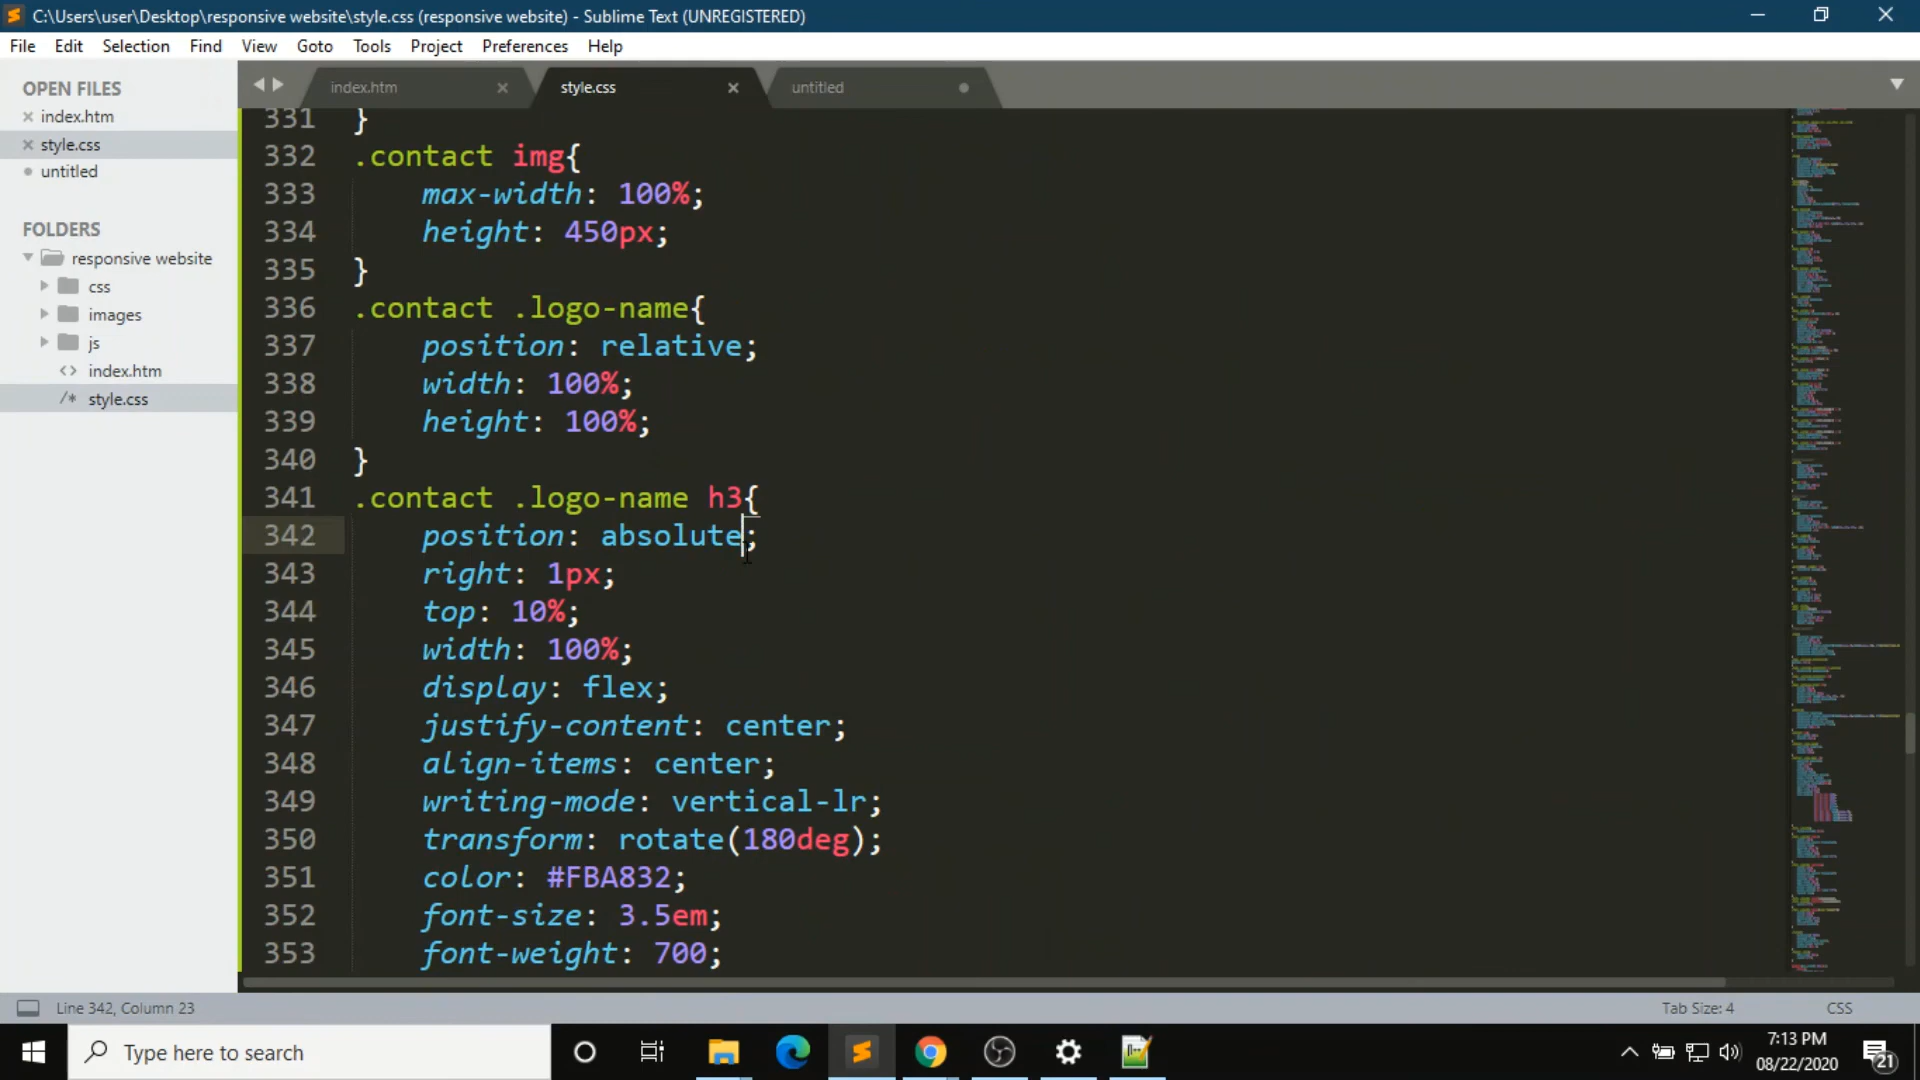 C:\Users\user\Desktop\responsive website\style.css (responsive website) - Sublime Text (UNREGISTERED)
File Edit Selection Find View Goto Tools Project Preferences Help
OPEN FILES
index.htm
style.css
untitled
FOLDERS
responsive website
css
images
js
index.htm
style.css
index.htm style.css untitled
331 }
332 .contact img{
333 max-width: 100%;
334 height: 450px;
335 }
336 .contact .logo-name{
337 position: relative;
338 width: 100%;
339 height: 100%;
340 }
341 .contact .logo-name h3{
342 position: absolute;
343 right: 1px;
344 top: 10%;
345 width: 100%;
346 display: flex;
347 justify-content: center;
348 align-items: center;
349 writing-mode: vertical-lr;
350 transform: rotate(180deg);
351 color: #FBA832;
352 font-size: 3.5em;
353 font-weight: 700;
Line 342, Column 23 Tab Size: 4 CSS
Type here to search
7:13 PM
08/22/2020
21